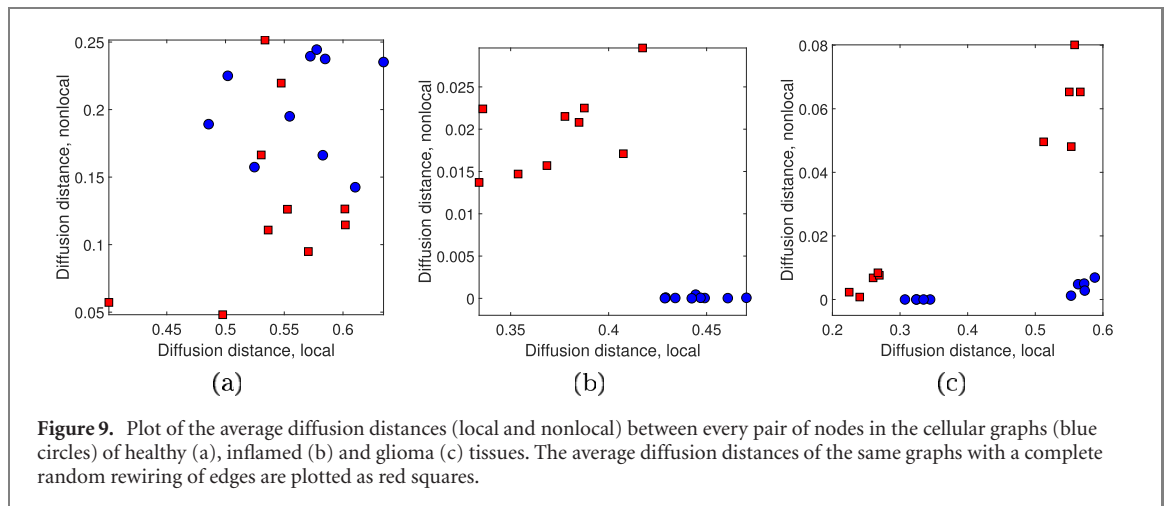 0.25
0.2
0.15
0.1
0.05
Diffusion distance, nonlocal
0.45 0.5 0.55 0.6
Diffusion distance, local
(a)
0.025
0.02
0.015
0.01
0.005
0
Diffusion distance, nonlocal
0.35 0.4 0.45
Diffusion distance, local
(b)
0.08
0.06
0.04
0.02
0
Diffusion distance, nonlocal
0.2 0.3 0.4 0.5 0.6
Diffusion distance, local
(c)
Figure 9. Plot of the average diffusion distances (local and nonlocal) between every pair of nodes in the cellular graphs (blue
circles) of healthy (a), inflamed (b) and glioma (c) tissues. The average diffusion distances of the same graphs with a complete
random rewiring of edges are plotted as red squares.